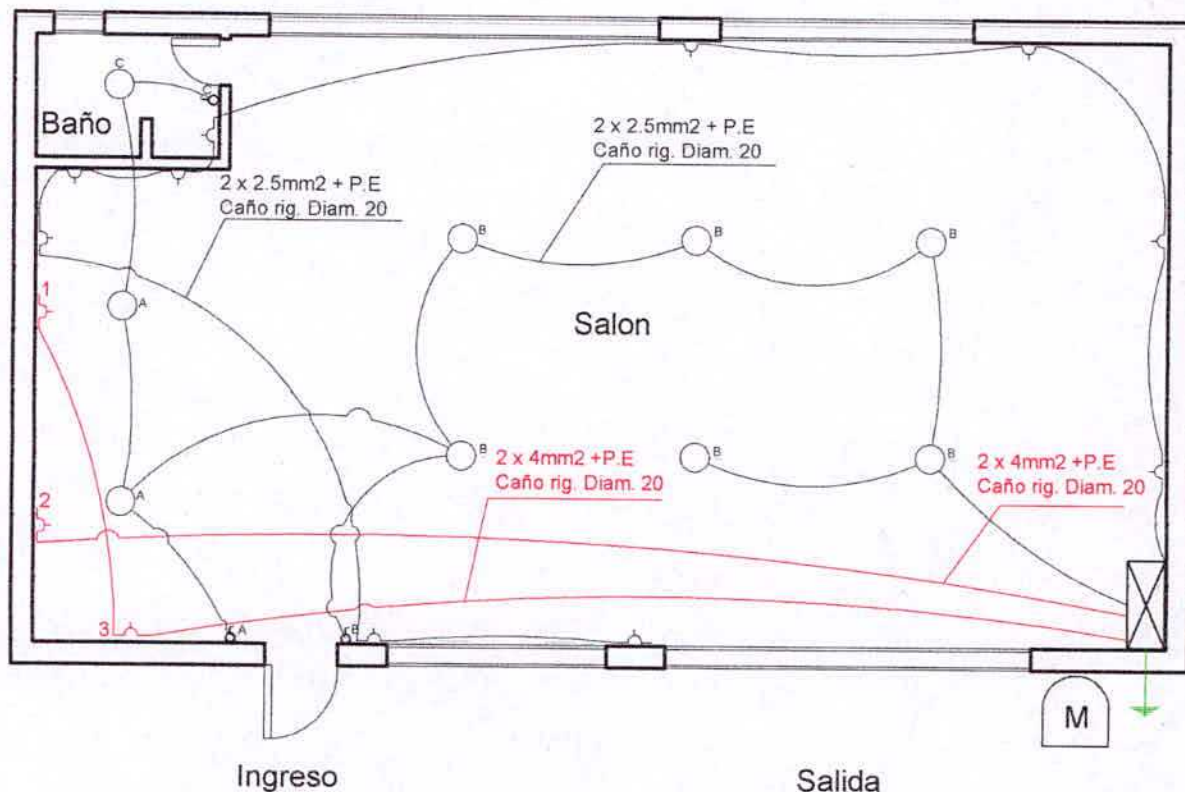 C
Baño
2 x 2.5mm2 + P.E
Caño rig. Diam. 20
2 x 2.5mm2 + P.E
Caño rig. Diam. 20
B
B
B
1
A
Salon
B
B
B
2 x 4mm2 +P.E
Caño rig. Diam. 20
2 x 4mm2 +P.E
Caño rig. Diam. 20
2
A
3
A
B
M
Ingreso
Salida